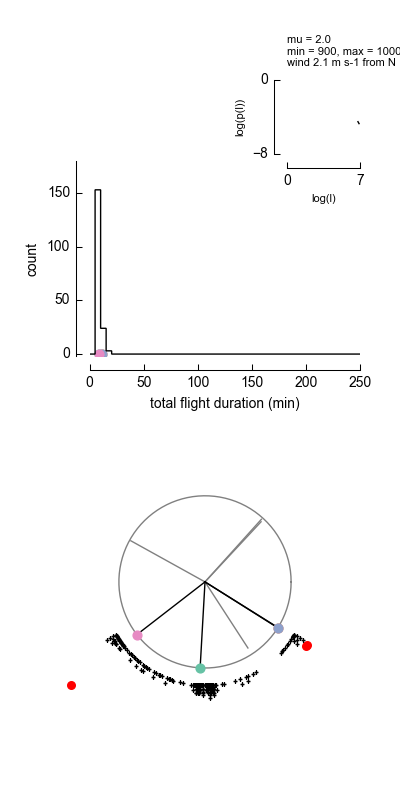 mu = 2.0
min = 900, max = 1000
wind 2.1 m s-1 from N
0
log(p(l))
−8
0 7
log(l)
150
100
50
0
count
0 50 100 150 200 250
total flight duration (min)